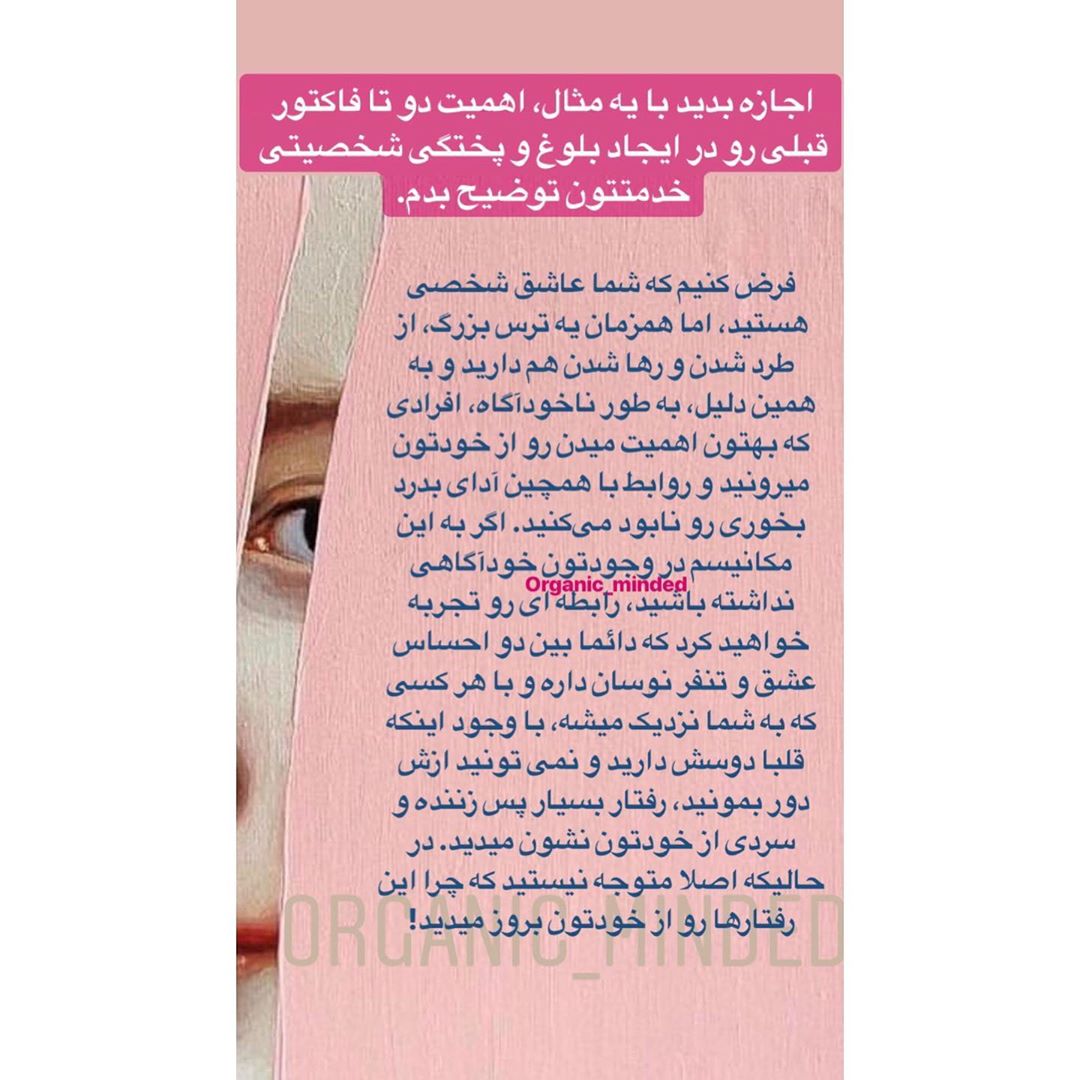 اجازه بدید با یه مثال، اهمیت دو تا فاکتور
قبلی رو در ایجاد بلوغ و پختگی شخصیتی
خدمتتون توضیح بدم.
فرض کنیم که شما عاشق شخصی
هستید، اما همزمان یه ترس بزرگ، از
طرد شدن و رها شدن هم دارید و به
همین دلیل، به طور ناخودآگاه، افرادی
که بهتون اهمیت میدن رو از خودتون
میرونید و روابط با همچین آدای بدرد
بخوری رو نابود می‌کنید. اگر به این
مکانیسم در وجودتون خودآگاهی
Organic_minded
نداشته باشید، رابطه ای رو تجربه
خواهید کرد که دائما بین دو احساس
عشق و تنفر نوسان داره و با هر کسی
که به شما نزدیک میشه، با وجود اینکه
قلبا دوسش دارید و نمی تونید ازش
دور بمونید، رفتار بسیار پس زننده و
سردی از خودتون نشون میدید. در
حالیکه اصلا متوجه نیستید که چرا این
رفتارها رو از خودتون بروز میدید!
ORGANIC_MINDED